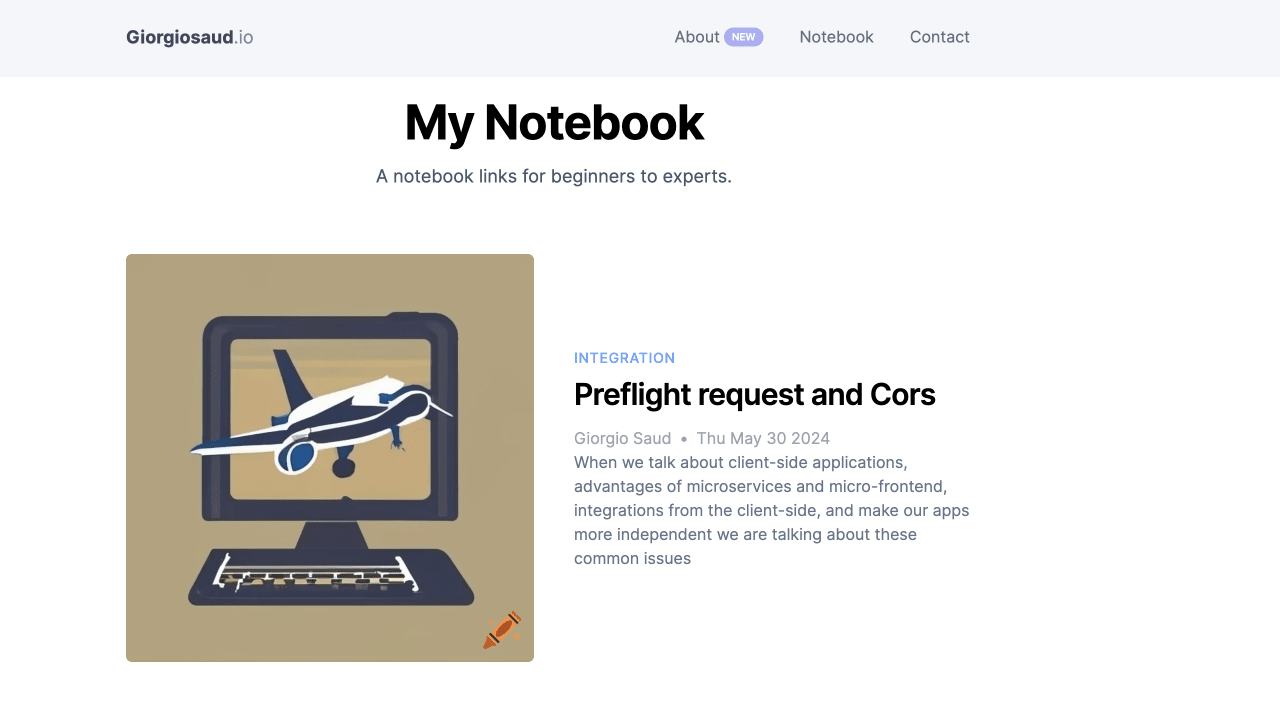 Giorgiosaud.io
About NEW Notebook Contact
My Notebook
A notebook links for beginners to experts.
INTEGRATION
Preflight request and Cors
Giorgio Saud • Thu May 30 2024
When we talk about client-side applications,
advantages of microservices and micro-frontend,
integrations from the client-side, and make our apps
more independent we are talking about these
common issues